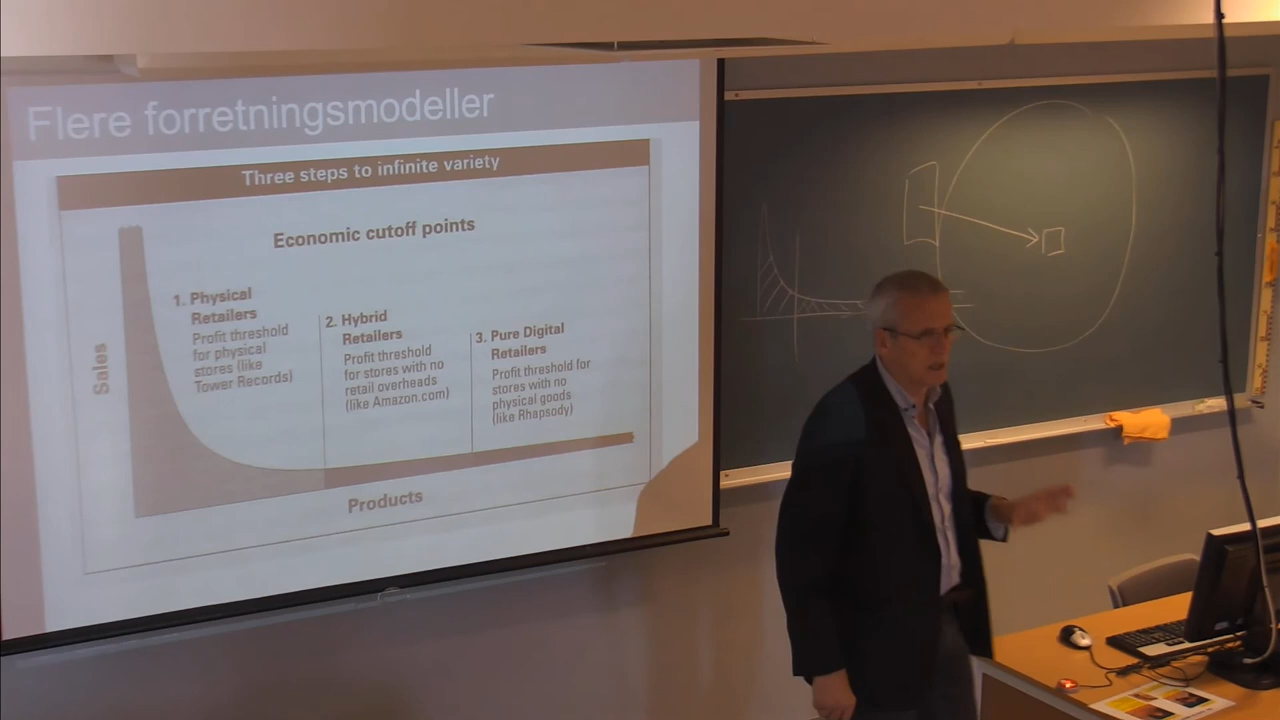 Flere forretningsmodeller
Three steps to infinite variety
Economic cutoff points
1. Physical
Retailers
Profit threshold
for physical
stores (like
Tower Records)
2. Hybrid
Retailers
Profit threshold
for stores with no
retail overheads
(like Amazon.com)
3. Pure Digital
Retailers
Profit threshold for
stores with no
physical goods
(like Rhapsody)
Sales
Products